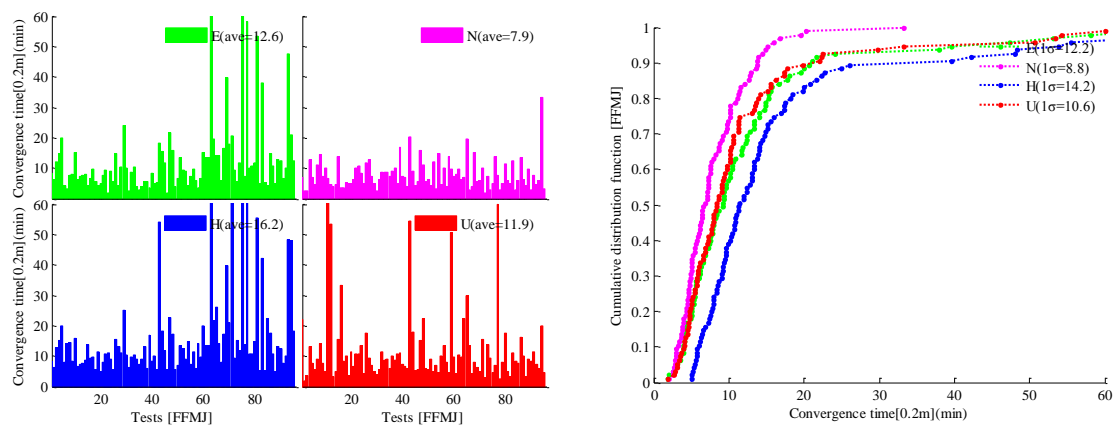 E(ave=12.6)
N(ave=7.9)
Convergence time[0.2m](min)
60
50
40
30
20
10
H(ave=16.2)
U(ave=11.9)
Convergence time[0.2m](min)
60
50
40
30
20
10
0
20 40 60 80
20 40 60 80
Tests [FFMJ]
Tests [FFMJ]
Cumulative distribution function [FFMJ]
1
0.9
0.8
0.7
0.6
0.5
0.4
0.3
0.2
0.1
0
E(1σ=12.2)
N(1σ=8.8)
H(1σ=14.2)
U(1σ=10.6)
0 10 20 30 40 50 60
Convergence time[0.2m](min)